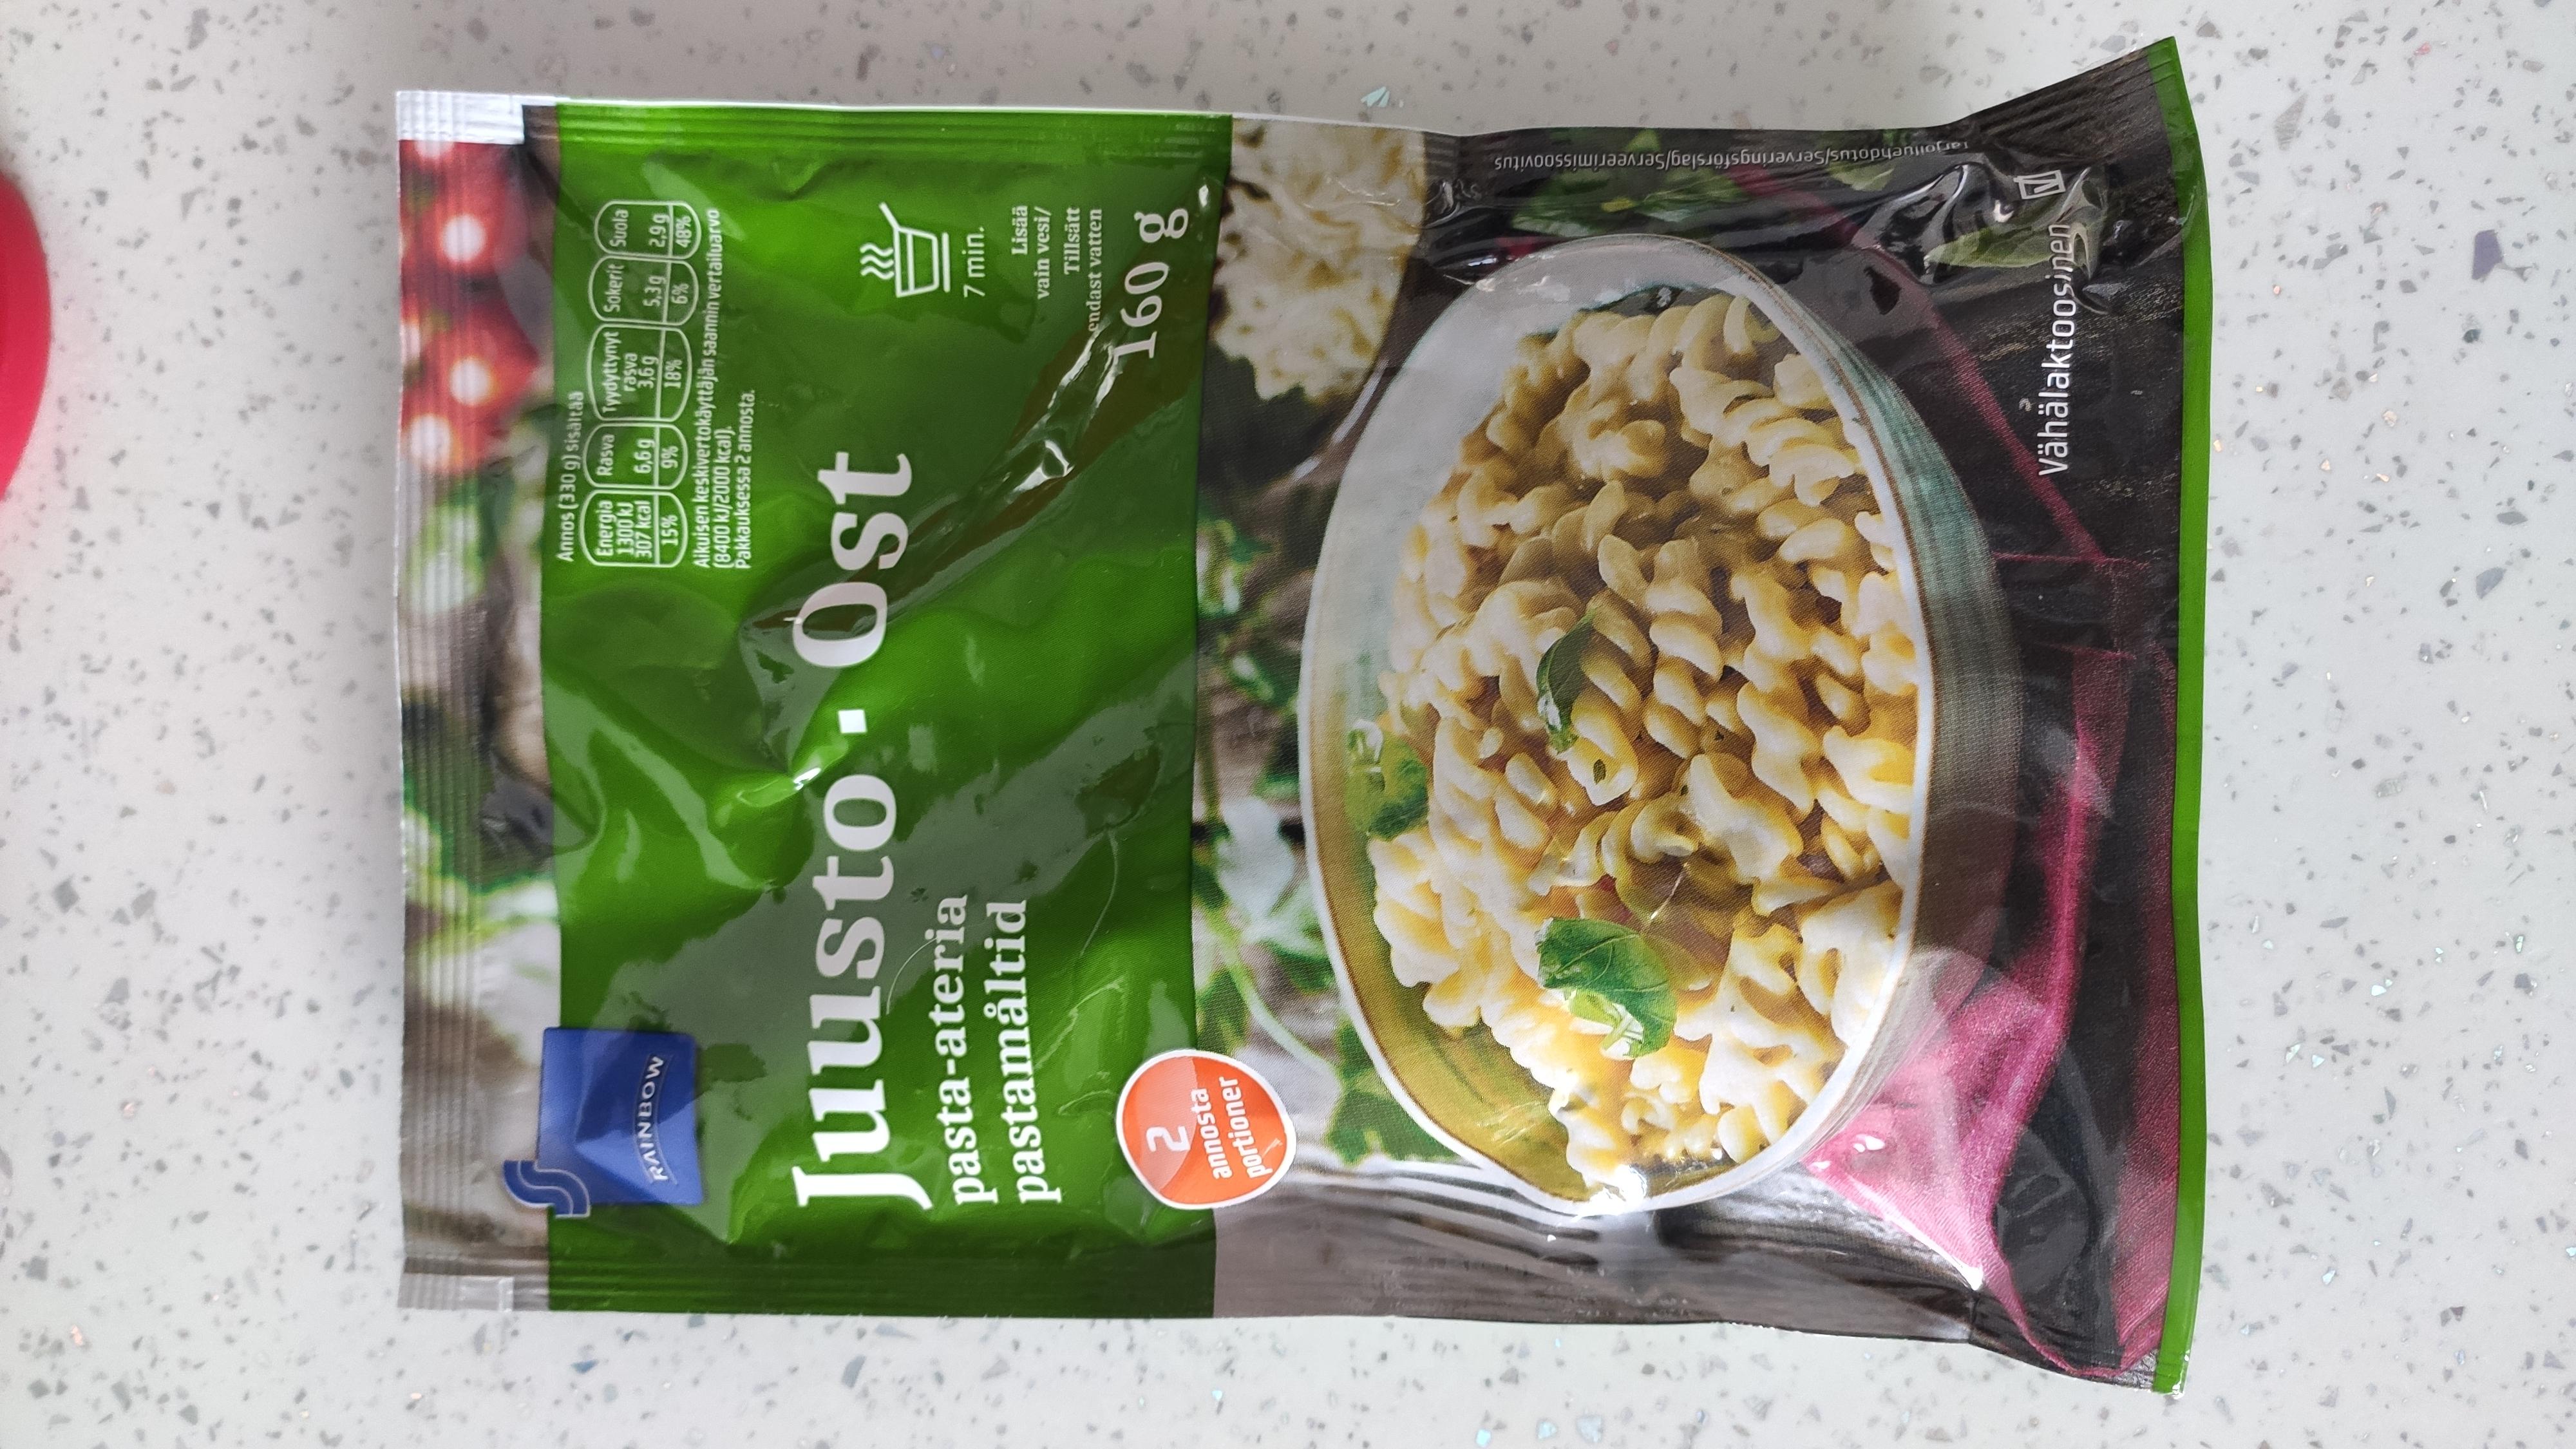 RAINBOW
Annos (330 g) sisältää
Energia
1300 kJ
307 kcal
15%
Rasva
6,6 g
9%
Tyydyttynyt
rasva
3,6 g
18%
Sokerit
5,3 g
6%
Suola
2,9 g
48%
Aikuisen keskivertokäyttäjän saannin vertailuarvo
(8400 kJ/2000 kcal).
Pakkauksessa 2 annosta.
Juusto · Ost
pasta-ateria
pastamåltid
7 min.
Lisää
vain vesi/
Tillsätt
endast vatten
160 g
2
annosta
portioner
Tarjoiluehdotus/Serveringsförslag/Serveerimissoovitus
Vähälaktoosinen